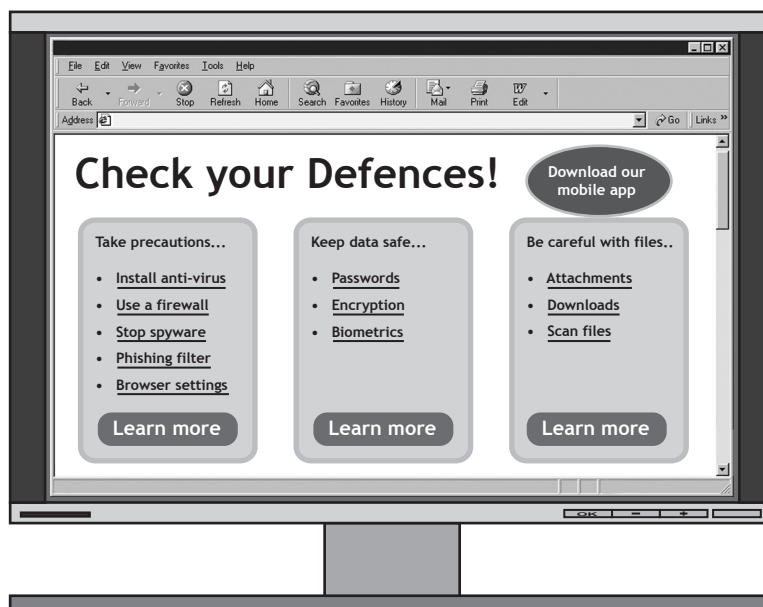 File Edit View Favorites Tools Help
Back Forward Stop Refresh Home Search Favorites History Mail Print Edit
Address Go Links »
Check your Defences!
Download our
mobile app
Take precautions...
• Install anti-virus
• Use a firewall
• Stop spyware
• Phishing filter
• Browser settings
Learn more
Keep data safe...
• Passwords
• Encryption
• Biometrics
Learn more
Be careful with files..
• Attachments
• Downloads
• Scan files
Learn more
OK - +